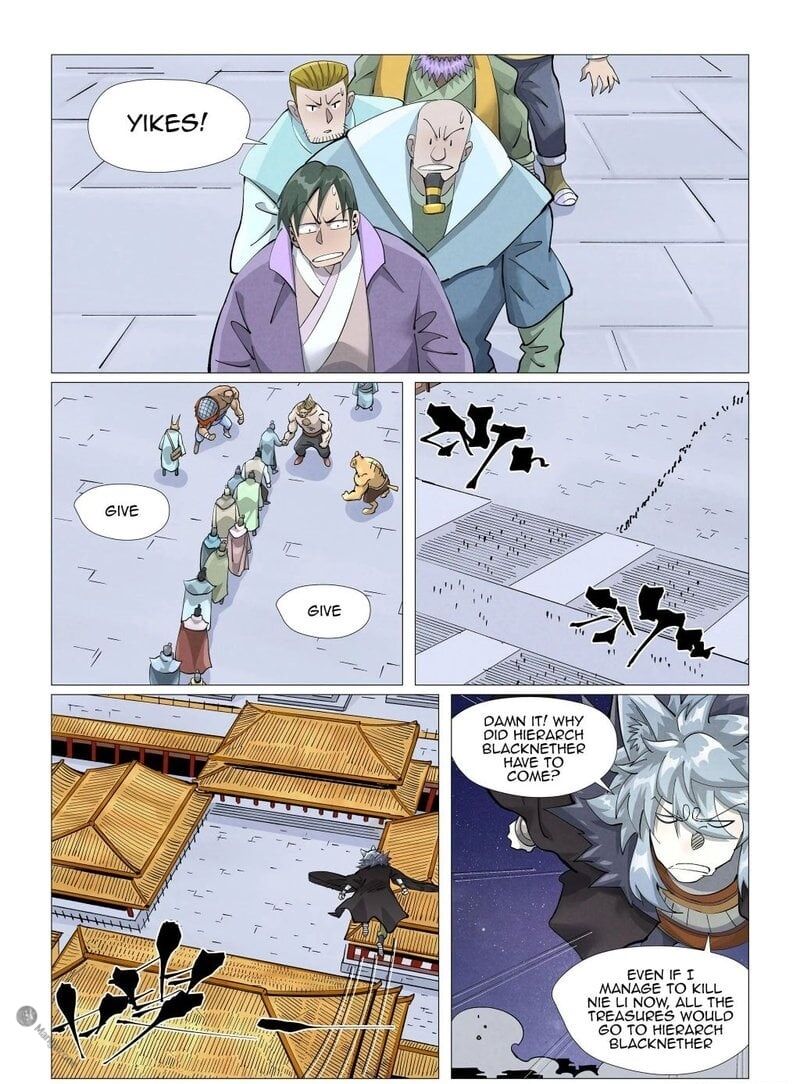 YIKES!
GIVE
GIVE
DAMN IT! WHY
DID HIERARCH
BLACKNETHER
HAVE TO
COME?
EVEN IF I
MANAGE TO KILL
NIE LI NOW, ALL THE
TREASURES WOULD
GO TO HIERARCH
BLACKNETHER